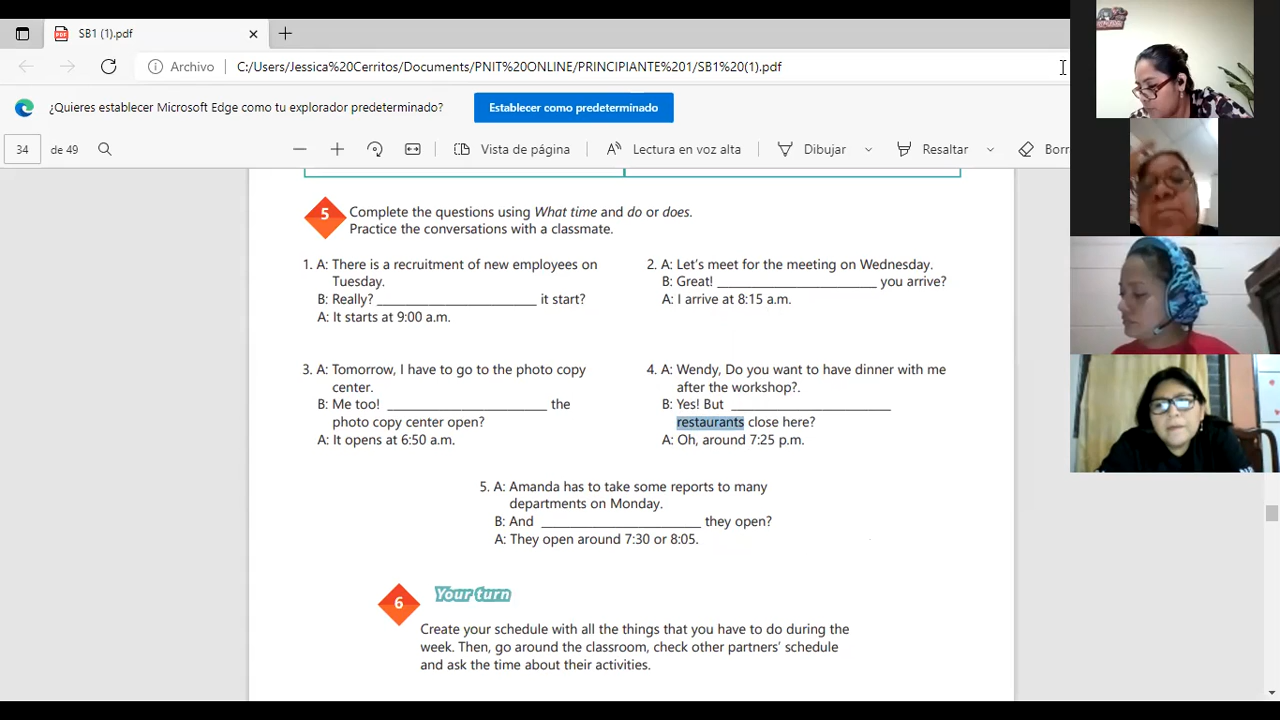 SB1 (1).pdf
Archivo
C:/Users/Jessica%20Cerritos/Documents/PNIT%20ONLINE/PRINCIPIANTE%201/SB1%20(1).pdf
¿Quieres establecer Microsoft Edge como tu explorador predeterminado?
Establecer como predeterminado
34 de 49
Vista de página
Lectura en voz alta
Dibujar
Resaltar
Borr
5 Complete the questions using What time and do or does.
Practice the conversations with a classmate.
1. A: There is a recruitment of new employees on
Tuesday.
B: Really? ____________________ it start?
A: It starts at 9:00 a.m.
2. A: Let's meet for the meeting on Wednesday.
B: Great! ____________________ you arrive?
A: I arrive at 8:15 a.m.
3. A: Tomorrow, I have to go to the photo copy
center.
B: Me too! ____________________ the
photo copy center open?
A: It opens at 6:50 a.m.
4. A: Wendy, Do you want to have dinner with me
after the workshop?.
B: Yes! But ____________________
restaurants close here?
A: Oh, around 7:25 p.m.
5. A: Amanda has to take some reports to many
departments on Monday.
B: And ____________________ they open?
A: They open around 7:30 or 8:05.
6 Your turn
Create your schedule with all the things that you have to do during the
week. Then, go around the classroom, check other partners' schedule
and ask the time about their activities.